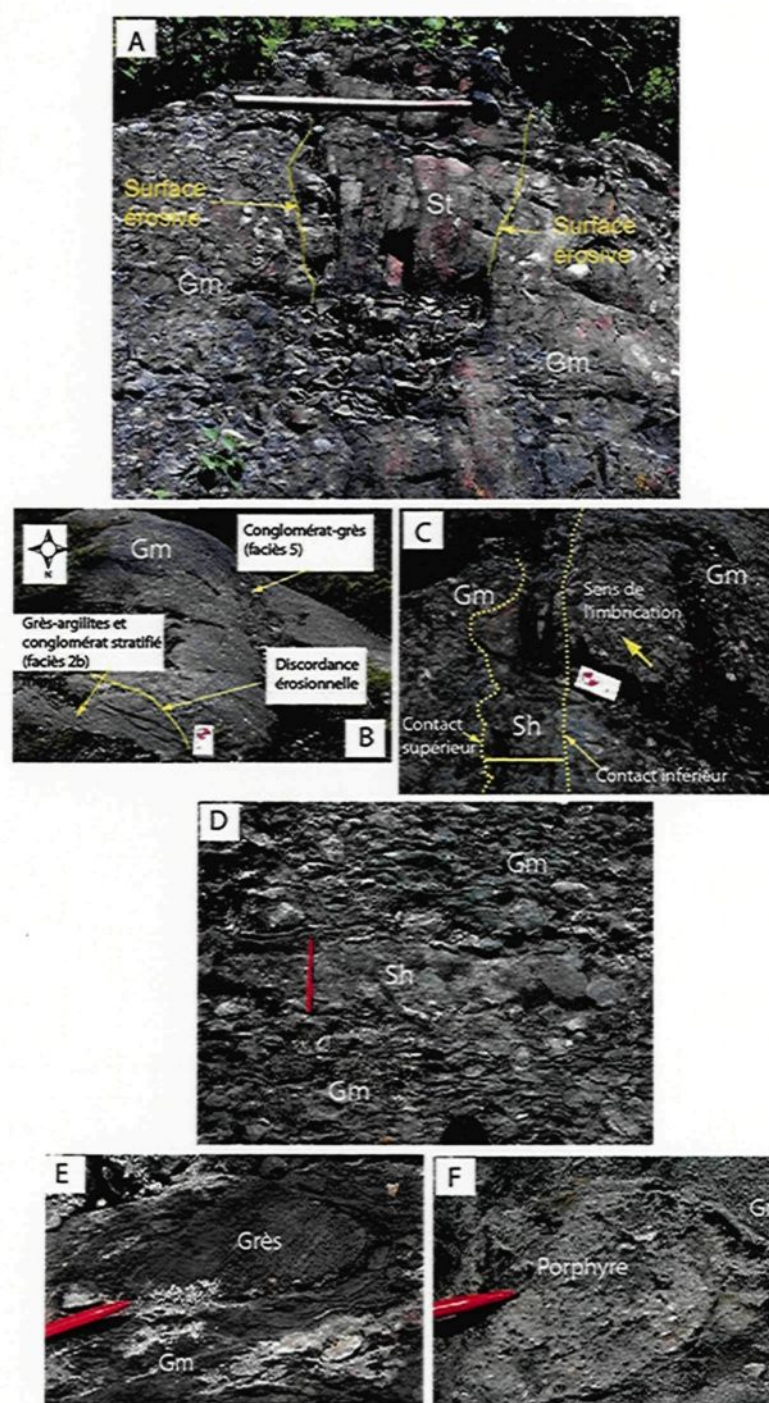 A
Surface
érosive
St
Surface
érosive
Gm
Gm
B
N
Gm
Conglomérat-grès
(faciès 5)
Grès-argilites et
conglomérat stratifié
(faciès 2b)
Discordance
érosionnelle
C
Gm
Gm
Sens de
l'imbrication
Sh
Contact
supérieur
Contact inférieur
D
Gm
Sh
Gm
E
Grès
Gm
F
Porphyre